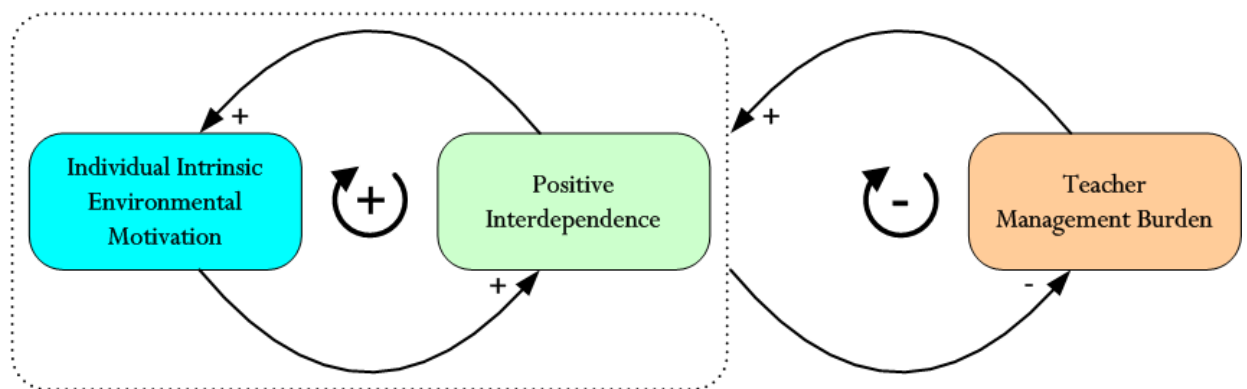 +
+
Individual Intrinsic
Environmental
Motivation
+
Positive
Interdependence
-
Teacher
Management Burden
+
-